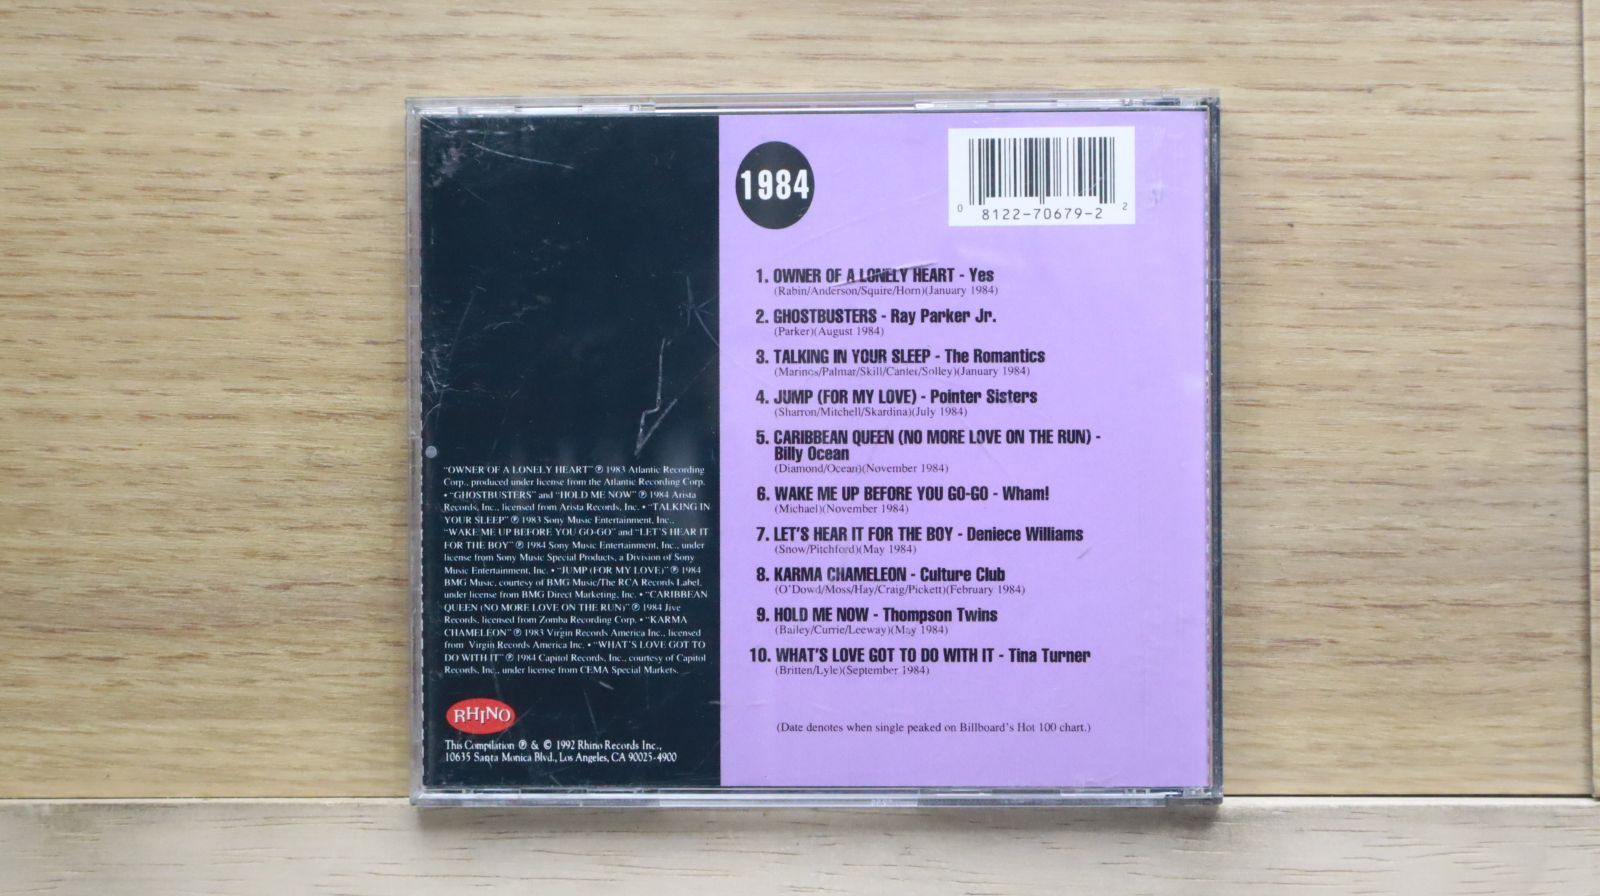 1984
0 8122-70679-2 2
1. OWNER OF A LONELY HEART - Yes
(Rabin/Anderson/Squire/Horn)(January 1984)
2. GHOSTBUSTERS - Ray Parker Jr.
(Parker)(August 1984)
3. TALKING IN YOUR SLEEP - The Romantics
(Marinos/Palmar/Skill/Canler/Solley)(January 1984)
4. JUMP (FOR MY LOVE) - Pointer Sisters
(Sharron/Mitchell/Skardina)(July 1984)
5. CARIBBEAN QUEEN (NO MORE LOVE ON THE RUN) -
Billy Ocean
(Diamond/Ocean)(November 1984)
6. WAKE ME UP BEFORE YOU GO-GO - Wham!
(Michael)(November 1984)
7. LET'S HEAR IT FOR THE BOY - Deniece Williams
(Snow/Pitchford)(May 1984)
8. KARMA CHAMELEON - Culture Club
(O'Dowd/Moss/Hay/Craig/Pickett)(February 1984)
9. HOLD ME NOW - Thompson Twins
(Bailey/Currie/Leeway)(May 1984)
10. WHAT'S LOVE GOT TO DO WITH IT - Tina Turner
(Britten/Lyle)(September 1984)
(Date denotes when single peaked on Billboard's Hot 100 chart.)
"OWNER OF A LONELY HEART" ℗ 1983 Atlantic Recording
Corp., produced under license from the Atlantic Recording Corp.
• "GHOSTBUSTERS" and "HOLD ME NOW" ℗ 1984 Arista
Records, Inc., licensed from Arista Records, Inc. • "TALKING IN
YOUR SLEEP" ℗ 1983 Sony Music Entertainment, Inc.,
"WAKE ME UP BEFORE YOU GO-GO" and "LET'S HEAR IT
FOR THE BOY" ℗ 1984 Sony Music Entertainment, Inc., under
license from Sony Music Special Products, a Division of Sony
Music Entertainment, Inc. • "JUMP (FOR MY LOVE)" ℗ 1984
BMG Music, courtesy of BMG Music/The RCA Records Label,
under license from BMG Direct Marketing, Inc. • "CARIBBEAN
QUEEN (NO MORE LOVE ON THE RUN)" ℗ 1984 Jive
Records, licensed from Zomba Recording Corp. • "KARMA
CHAMELEON" ℗ 1983 Virgin Records America Inc., licensed
from Virgin Records America Inc. • "WHAT'S LOVE GOT TO
DO WITH IT" ℗ 1984 Capitol Records, Inc., courtesy of Capitol
Records, Inc., under license from CEMA Special Markets.
RHINO
This Compilation ℗ & © 1992 Rhino Records Inc.,
10635 Santa Monica Blvd., Los Angeles, CA 90025-4900